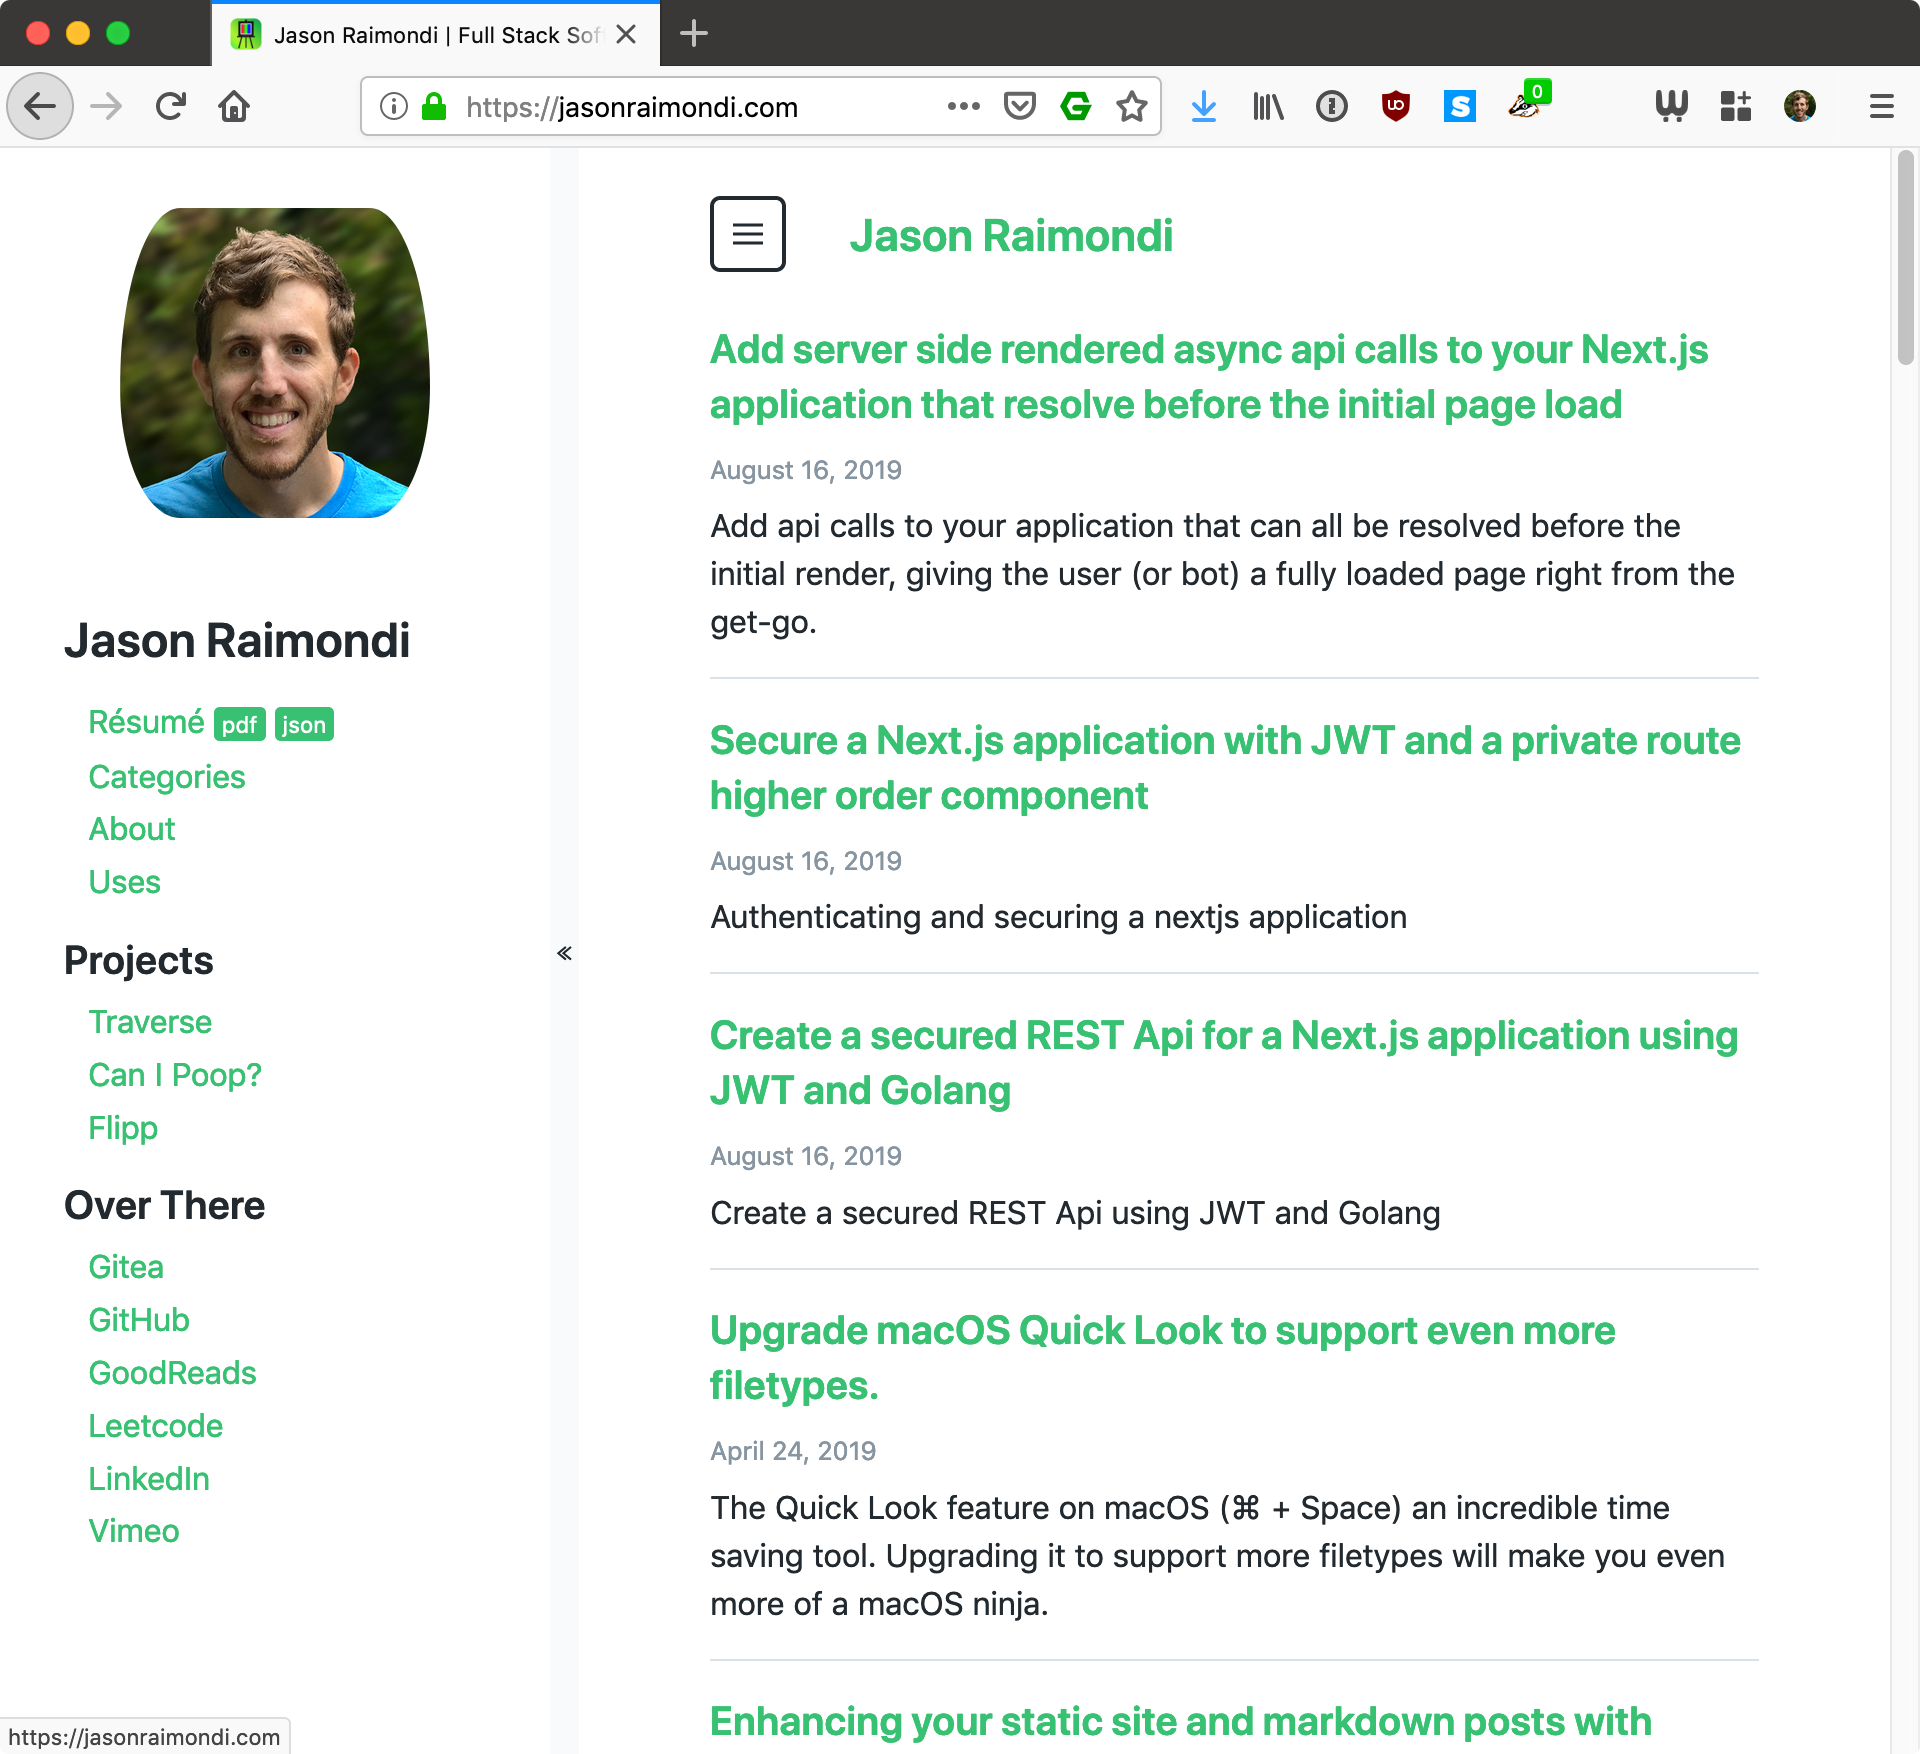 Jason Raimondi | Full Stack Sof
https://jasonraimondi.com
0
Jason Raimondi
Résumé pdf json
Categories
About
Uses
Projects
Traverse
Can I Poop?
Flipp
Over There
Gitea
GitHub
GoodReads
Leetcode
LinkedIn
Vimeo
«
Jason Raimondi
Add server side rendered async api calls to your Next.js
application that resolve before the initial page load
August 16, 2019
Add api calls to your application that can all be resolved before the
initial render, giving the user (or bot) a fully loaded page right from the
get-go.
Secure a Next.js application with JWT and a private route
higher order component
August 16, 2019
Authenticating and securing a nextjs application
Create a secured REST Api for a Next.js application using
JWT and Golang
August 16, 2019
Create a secured REST Api using JWT and Golang
Upgrade macOS Quick Look to support even more
filetypes.
April 24, 2019
The Quick Look feature on macOS (⌘ + Space) an incredible time
saving tool. Upgrading it to support more filetypes will make you even
more of a macOS ninja.
Enhancing your static site and markdown posts with
https://jasonraimondi.com